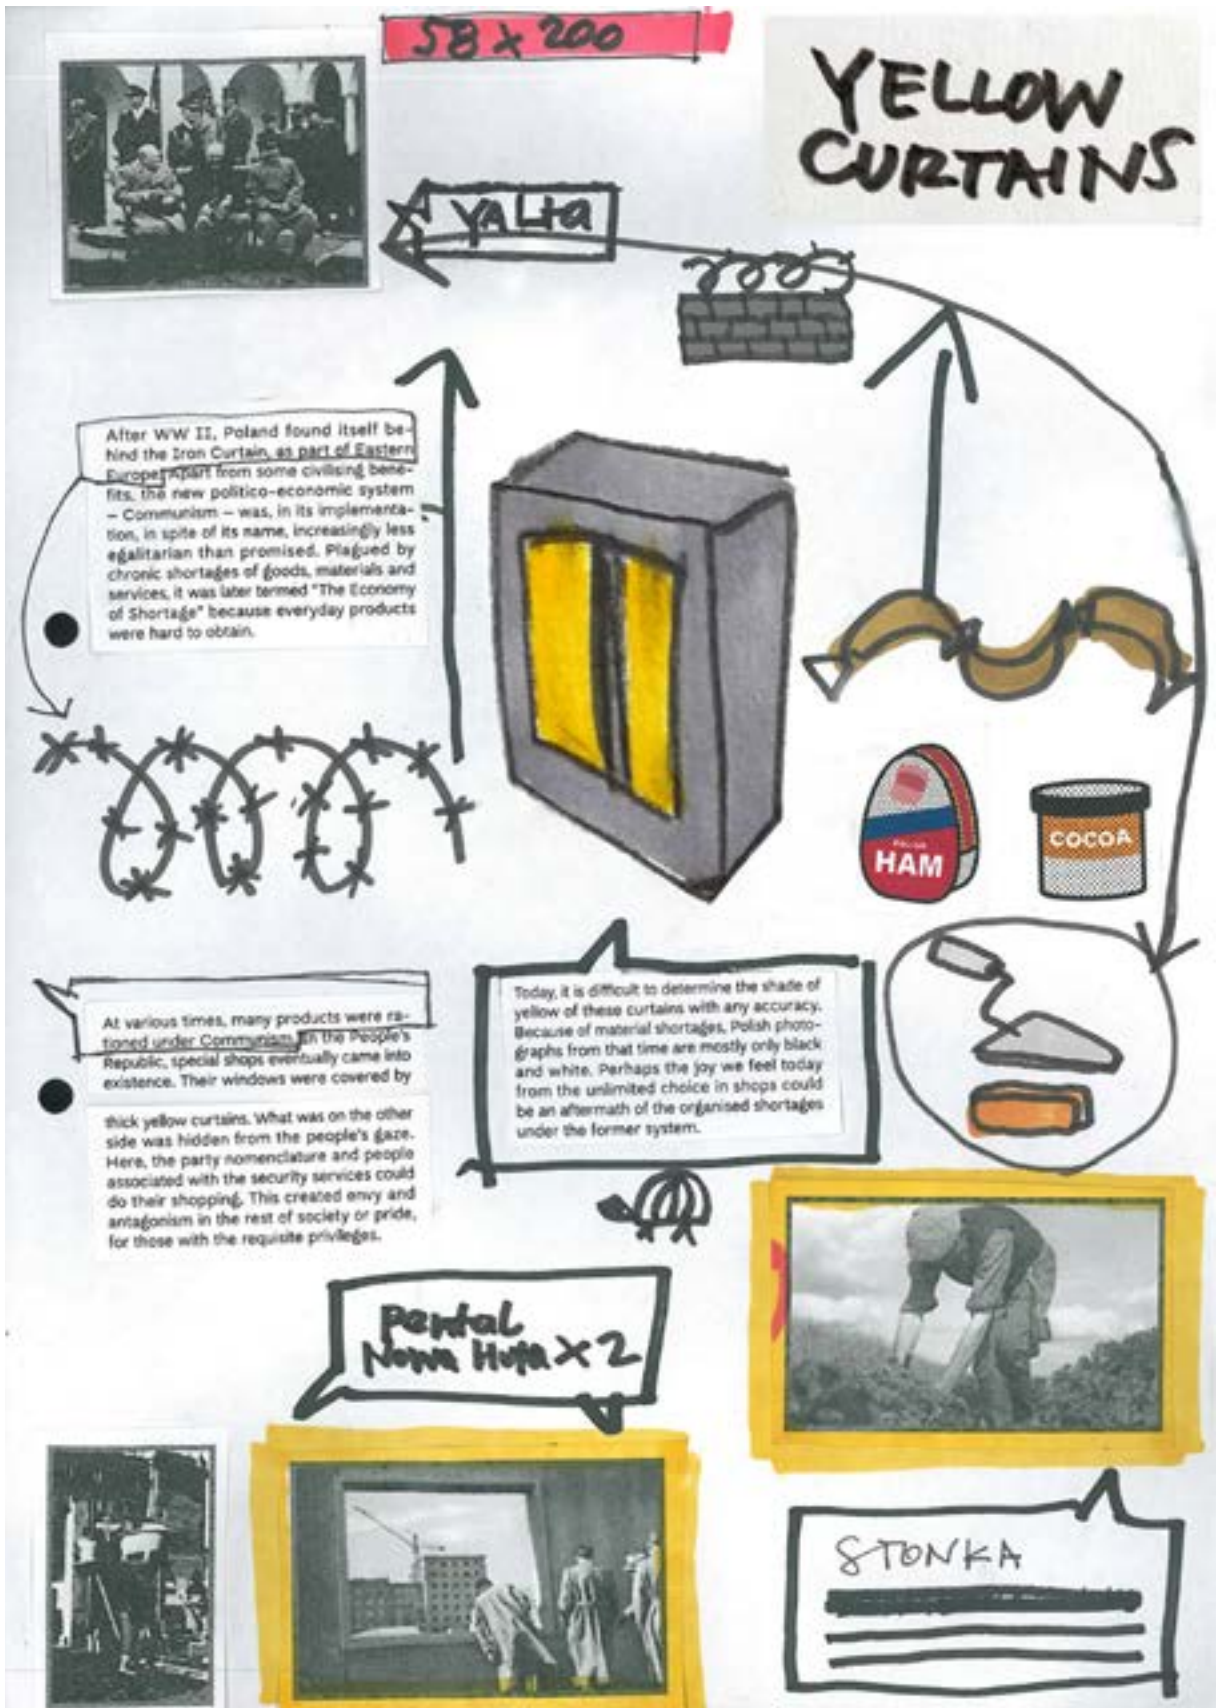 58 x 200
YELLOW
CURTAINS
YALTA
After WW II, Poland found itself be-
hind the Iron Curtain, as part of Eastern
Europe. Apart from some civilising bene-
fits, the new politico-economic system
– Communism – was, in its implementa-
tion, in spite of its name, increasingly less
egalitarian than promised. Plagued by
chronic shortages of goods, materials and
services, it was later termed "The Economy
of Shortage" because everyday products
were hard to obtain.
POLISH
HAM
COCOA
At various times, many products were ra-
tioned under Communism. In the People's
Republic, special shops eventually came into
existence. Their windows were covered by
thick yellow curtains. What was on the other
side was hidden from the people's gaze.
Here, the party nomenclature and people
associated with the security services could
do their shopping. This created envy and
antagonism in the rest of society or pride,
for those with the requisite privileges.
Today, it is difficult to determine the shade of
yellow of these curtains with any accuracy.
Because of material shortages, Polish photo-
graphs from that time are mostly only black
and white. Perhaps the joy we feel today
from the unlimited choice in shops could
be an aftermath of the organised shortages
under the former system.
Nowa Huta x 2
STONKA